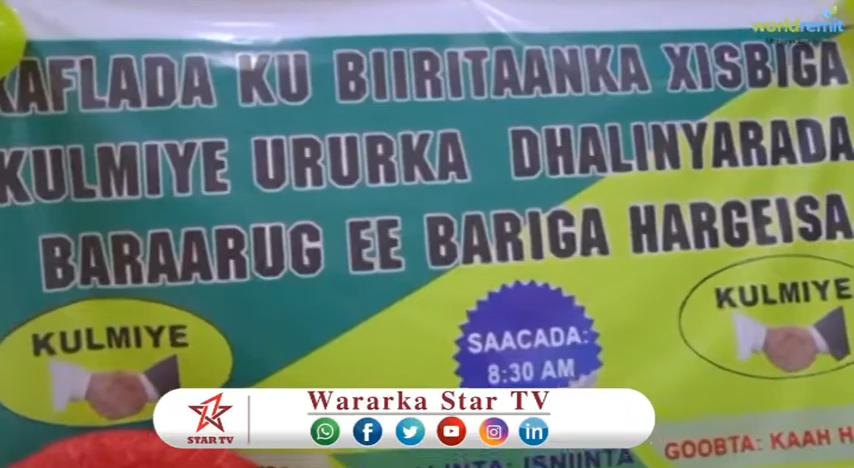 worldremit
XAFLADA KU BIIRITAANKA XISBIGA
KULMIYE URURKA DHALINYARADA
BARAARUG EE BARIGA HARGEISA
KULMIYE
KULMIYE
SAACADA:
8:30 AM
Wararka Star TV
STAR TV
ISNIINTA
GOOBTA: KAAH H